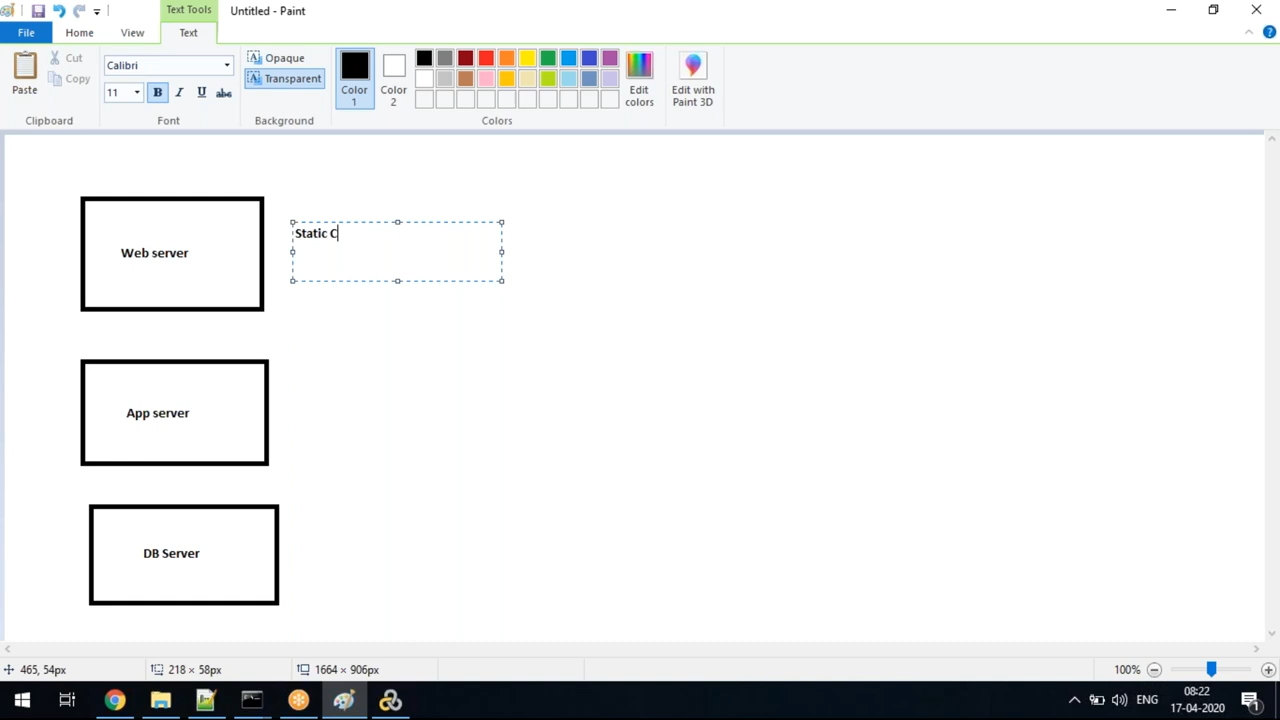 Text Tools
Untitled - Paint
File
Home
View
Text
Paste
Cut
Copy
Clipboard
Calibri
11
B
I
U
abc
Font
Opaque
Transparent
Background
Color 1
Color 2
Colors
Edit colors
Edit with Paint 3D
Static C
Web server
App server
DB Server
465, 54px
218 × 58px
1664 × 906px
100%
ENG
08:22
17-04-2020
1